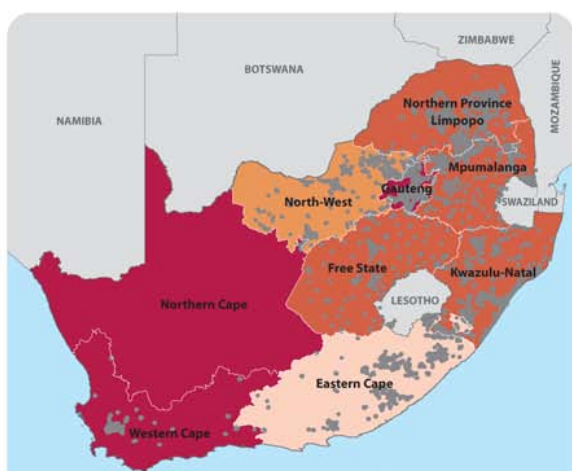 ZIMBABWE
BOTSWANA
MOZAMBIQUE
NAMIBIA
Northern Province
Limpopo
Mpumalanga
Gauteng
North-West
SWAZILAND
Free State
Kwazulu-Natal
LESOTHO
Northern Cape
Eastern Cape
Western Cape